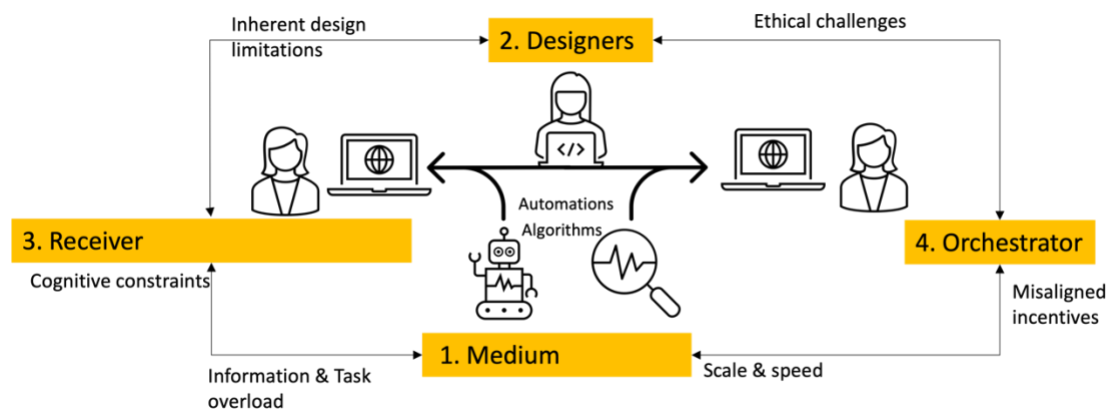 Inherent design
limitations
2. Designers
Ethical challenges
</>
Automations
Algorithms
3. Receiver
4. Orchestrator
Cognitive constraints
Misaligned
incentives
1. Medium
Information & Task
overload
Scale & speed